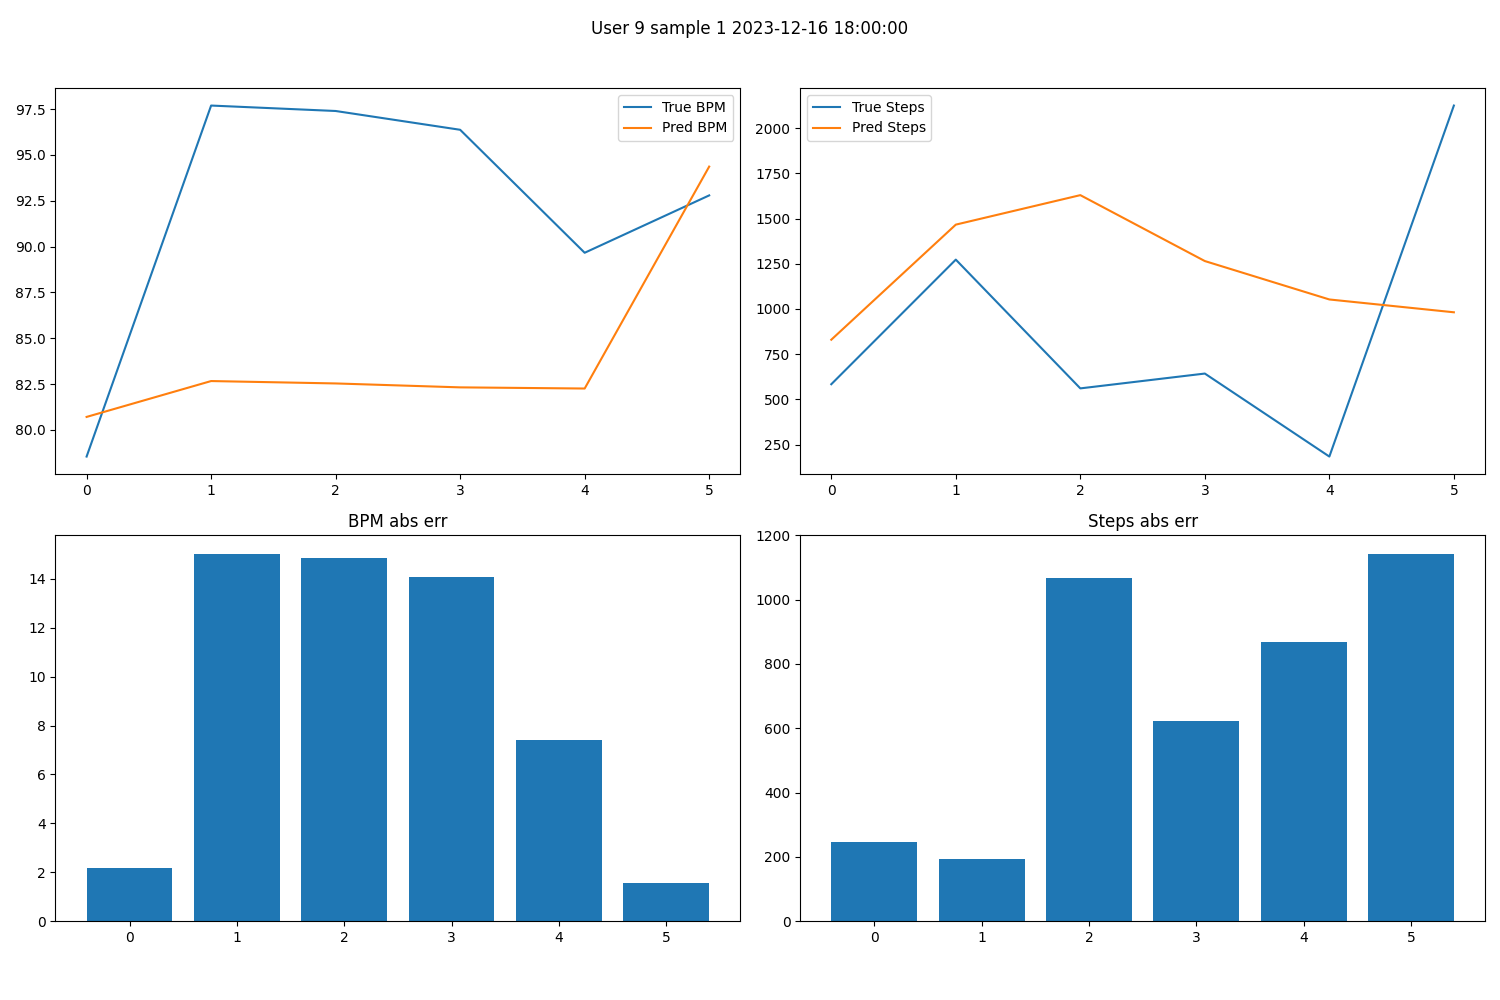 User 9 sample 1 2023-12-16 18:00:00
97.5
95.0
92.5
90.0
87.5
85.0
82.5
80.0
True BPM
Pred BPM
0 1 2 3 4 5
2000
1750
1500
1250
1000
750
500
250
True Steps
Pred Steps
0 1 2 3 4 5
BPM abs err
14
12
10
8
6
4
2
0
0 1 2 3 4 5
Steps abs err
1200
1000
800
600
400
200
0
0 1 2 3 4 5